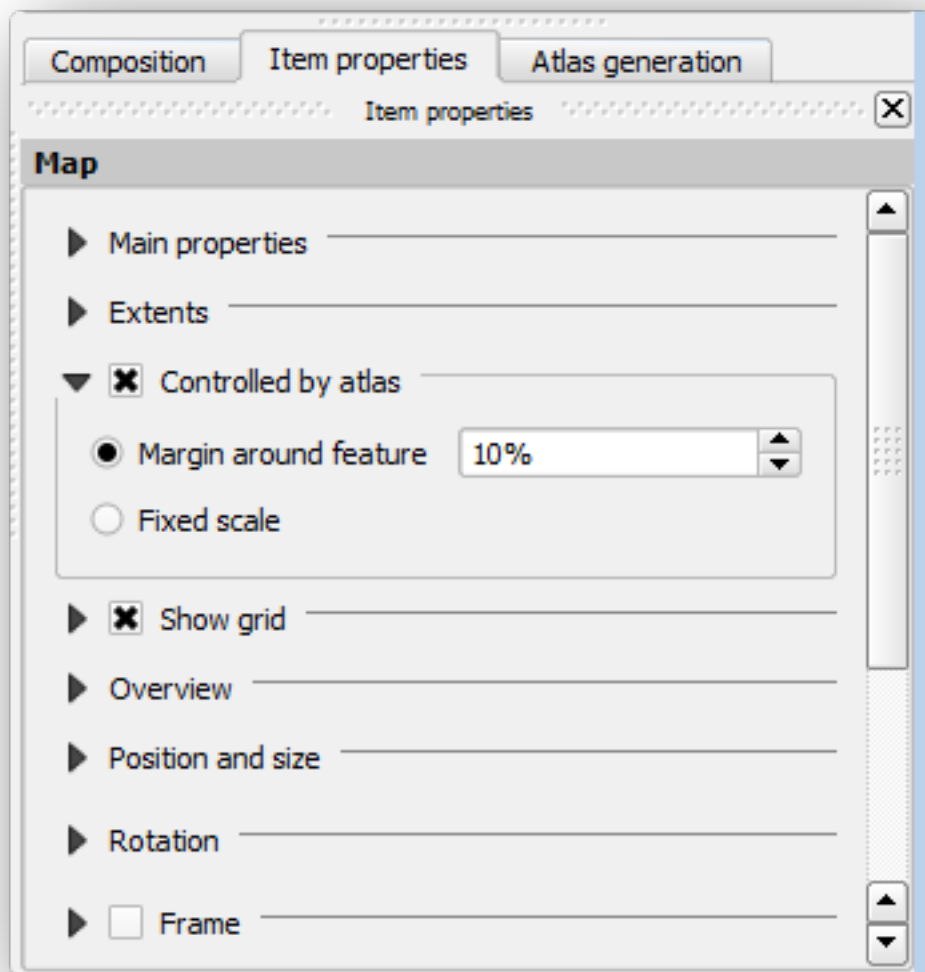 Composition Item properties Atlas generation
Item properties
Map
Main properties
Extents
Controlled by atlas
Margin around feature 10%
Fixed scale
Show grid
Overview
Position and size
Rotation
Frame